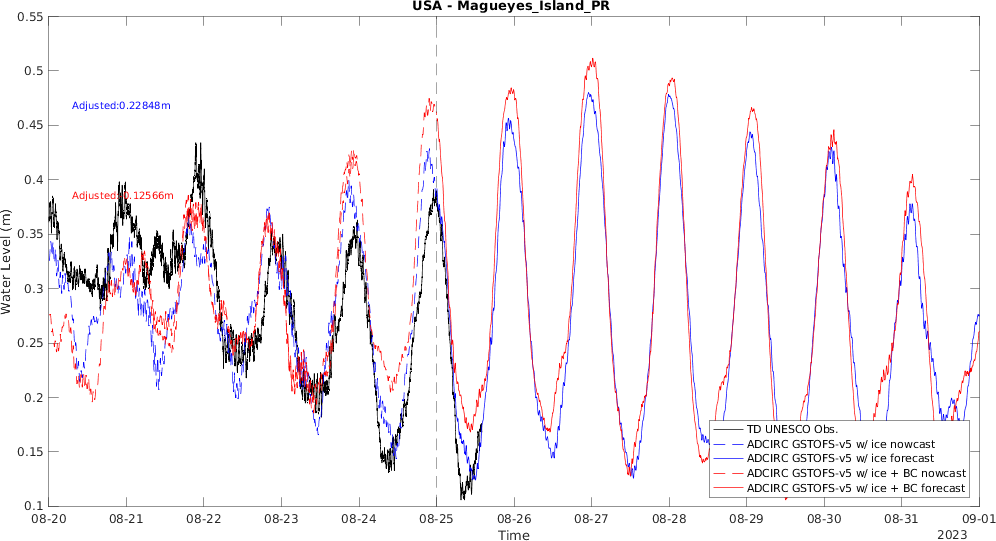 USA - Magueyes_Island_PR
0.55
0.5
0.45
0.4
0.35
0.3
0.25
0.2
0.15
0.1
Water Level (m)
Adjusted:0.22848m
Adjusted:0.12566m
TD UNESCO Obs.
ADCIRC GSTOFS-v5 w/ ice nowcast
ADCIRC GSTOFS-v5 w/ ice forecast
ADCIRC GSTOFS-v5 w/ ice + BC nowcast
ADCIRC GSTOFS-v5 w/ ice + BC forecast
08-20 08-21 08-22 08-23 08-24 08-25 08-26 08-27 08-28 08-29 08-30 08-31 09-01
Time
2023